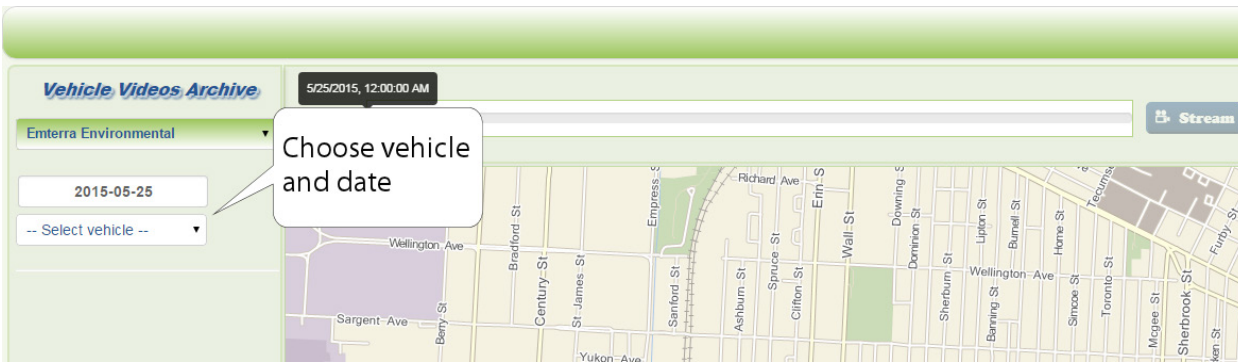 Vehicle Videos Archive
5/25/2015, 12:00:00 AM
Emterra Environmental
Stream
Choose vehicle
and date
2015-05-25
-- Select vehicle --
Richard Ave
Empress S
Erin S
Wall St
Downing S
Dominion St
Lipton St
Burnell St
Home St
Tecums
Furby St
Bradford St
Wellington Ave
Century St
St James St
Sanford St
Ashburn St
Spruce St
Clifton St
Sherburn St
Wellington Ave
Banning St
Simcoe St
Toronto St
Mcgee St
Sherbrook St
ken St
Sargent Ave
Berry St
Yukon Ave